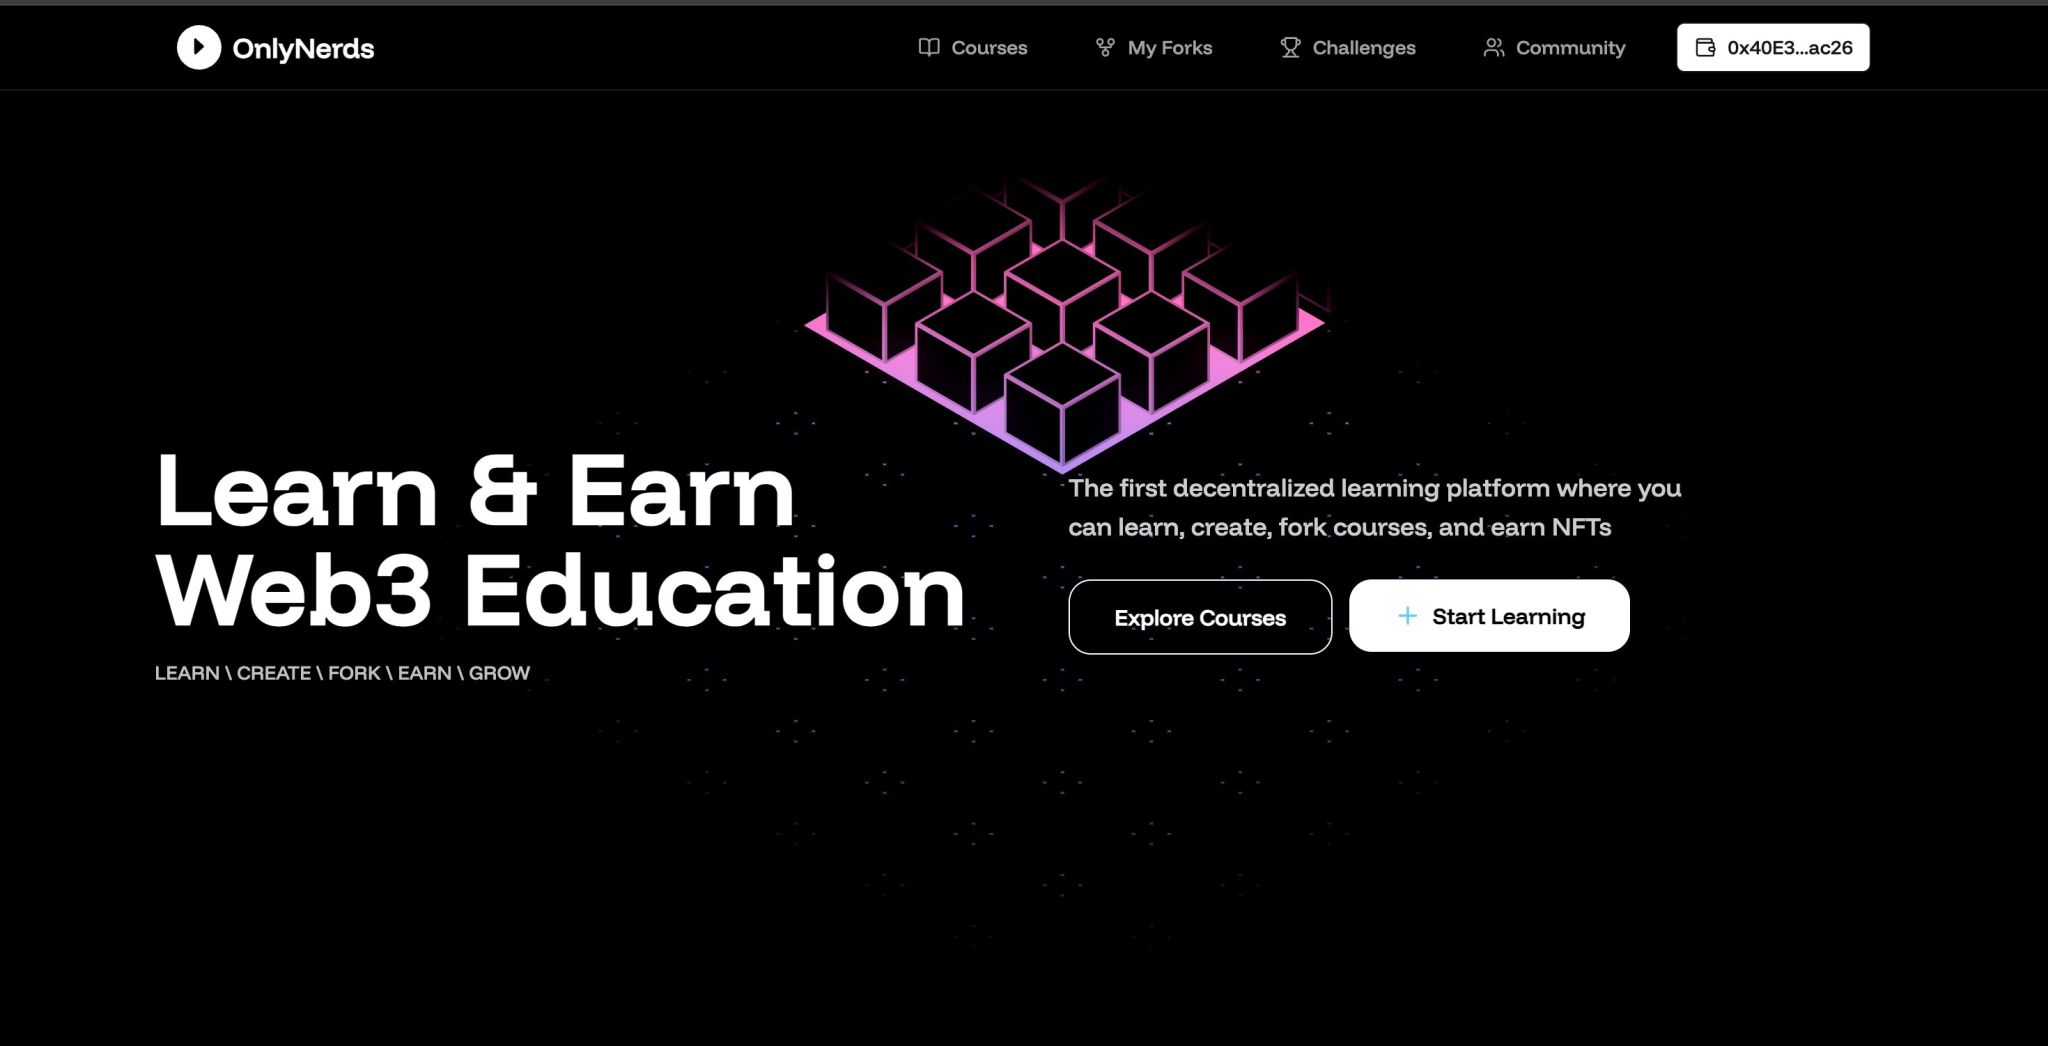 OnlyNerds
Courses
My Forks
Challenges
Community
0x40E3...ac26
Learn & Earn
Web3 Education
LEARN \ CREATE \ FORK \ EARN \ GROW
The first decentralized learning platform where you
can learn, create, fork courses, and earn NFTs
Explore Courses
Start Learning